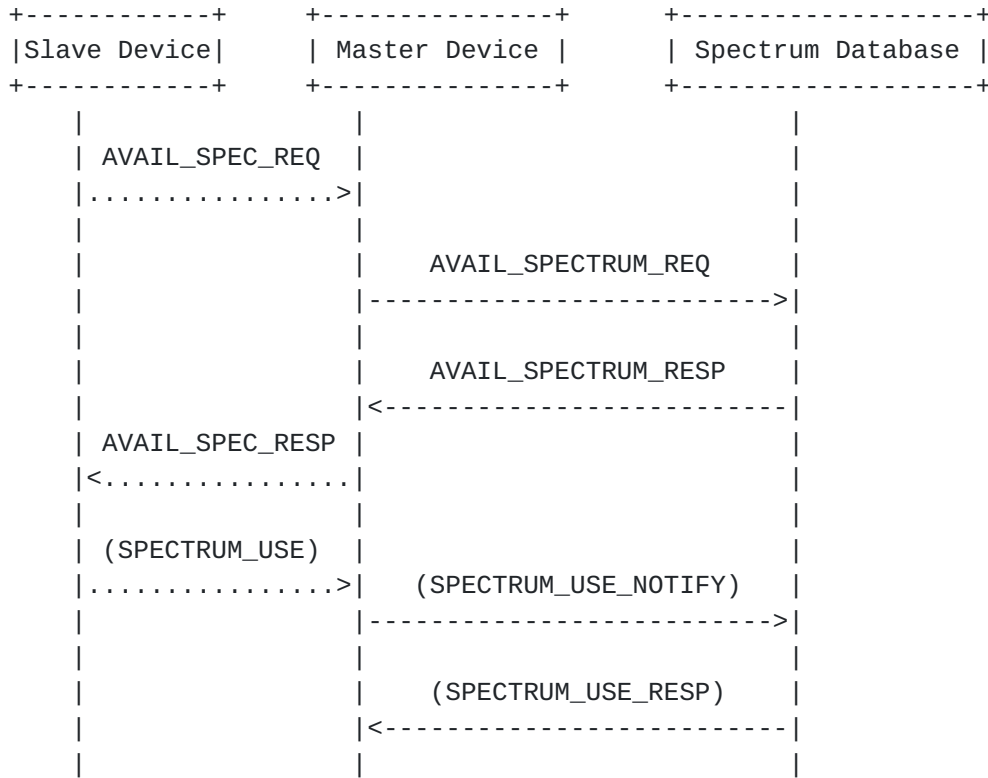 Slave Device Master Device Spectrum Database
AVAIL_SPEC_REQ
AVAIL_SPECTRUM_REQ
AVAIL_SPECTRUM_RESP
AVAIL_SPEC_RESP
(SPECTRUM_USE)
(SPECTRUM_USE_NOTIFY)
(SPECTRUM_USE_RESP)